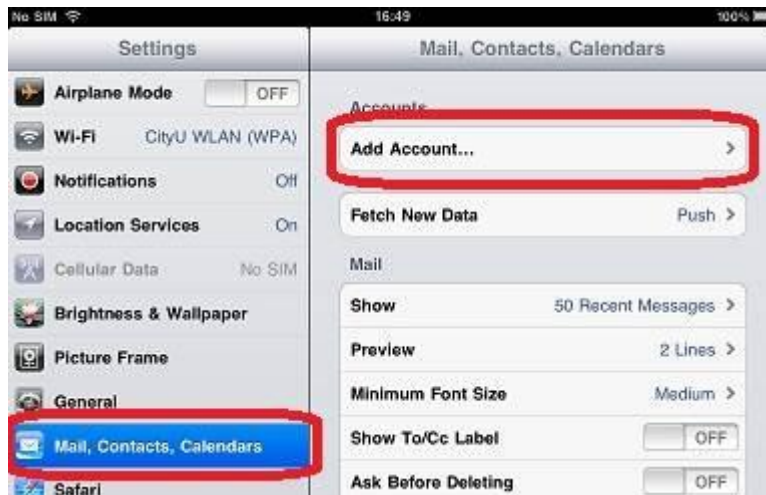 No SIM 16:49 100%
Settings
Mail, Contacts, Calendars
Airplane Mode OFF
Wi-Fi CityU WLAN (WPA)
Notifications Off
Location Services On
Cellular Data No SIM
Brightness & Wallpaper
Picture Frame
General
Mail, Contacts, Calendars
Safari
Accounts
Add Account...
Fetch New Data Push
Mail
Show 50 Recent Messages
Preview 2 Lines
Minimum Font Size Medium
Show To/Cc Label OFF
Ask Before Deleting OFF